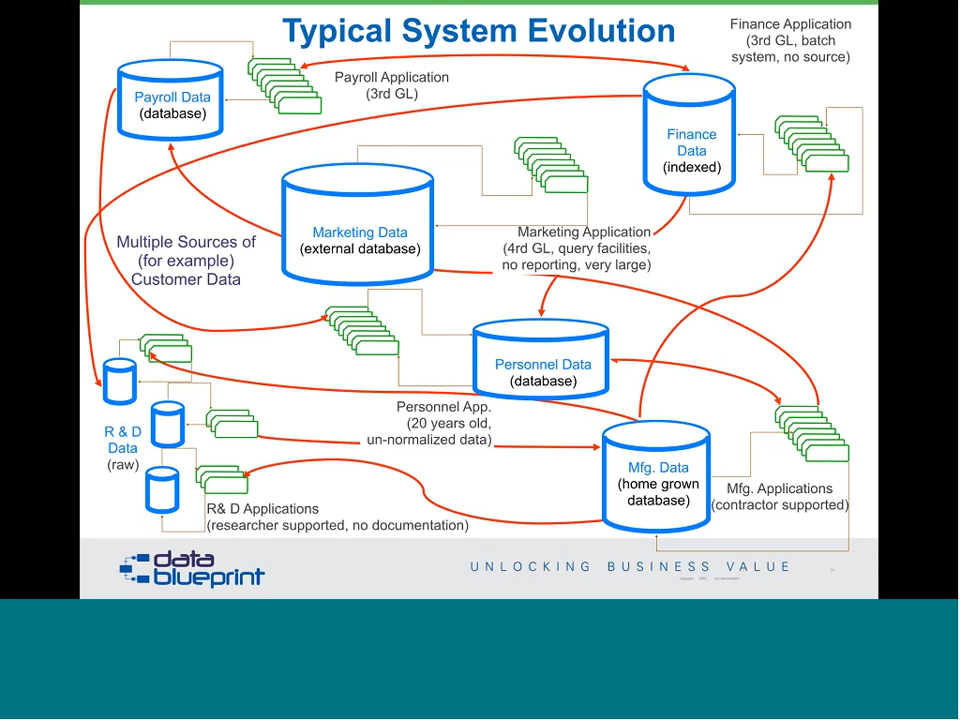 Typical System Evolution
Finance Application
(3rd GL, batch
system, no source)
Payroll Application
(3rd GL)
Payroll Data
(database)
Finance
Data
(indexed)
Marketing Data
(external database)
Marketing Application
(4rd GL, query facilities,
no reporting, very large)
Multiple Sources of
(for example)
Customer Data
Personnel Data
(database)
Personnel App.
(20 years old,
un-normalized data)
R & D
Data
(raw)
Mfg. Data
(home grown
database)
Mfg. Applications
(contractor supported)
R& D Applications
(researcher supported, no documentation)
data
blueprint
UNLOCKING BUSINESS VALUE